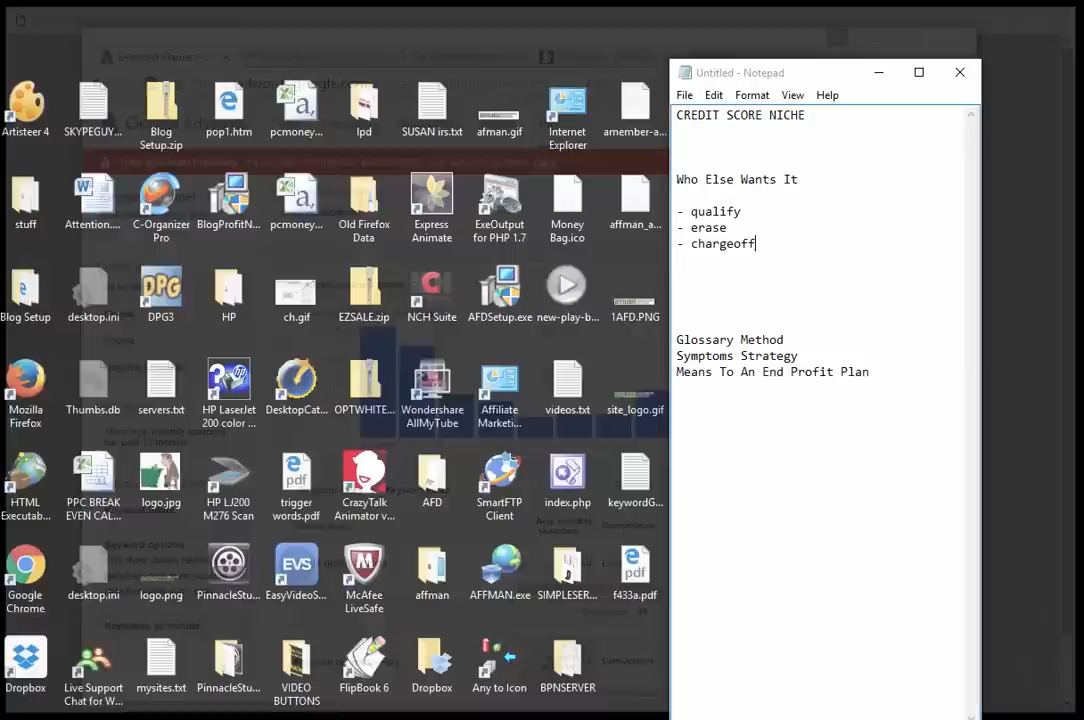 Untitled - Notepad
File Edit Format View Help
CREDIT SCORE NICHE
Who Else Wants It
- qualify
- erase
- chargeoff
Glossary Method
Symptoms Strategy
Means To An End Profit Plan
Artisteer 4
SKYPEGUY...
Blog Setup.zip
pop1.htm
pcmoney...
lpd
SUSAN irs.txt
afman.gif
Internet Explorer
amember-a...
stuff
Attention....
C-Organizer Pro
BlogProfitN...
pcmoney...
Old Firefox Data
Express Animate
ExeOutput for PHP 1.7
Money Bag.ico
affman_a...
Blog Setup
desktop.ini
DPG3
HP
ch.gif
EZSALE.zip
NCH Suite
AFDSetup.exe
new-play-b...
1AFD.PNG
Mozilla Firefox
Thumbs.db
servers.txt
HP LaserJet 200 color ...
DesktopCat...
OPTWHITE...
Wondershare AllMyTube
Affiliate Marketi...
videos.txt
site_logo.gif
HTML Executab...
PPC BREAK EVEN CAL...
logo.jpg
HP LJ200 M276 Scan
trigger words.pdf
CrazyTalk Animator v...
AFD
SmartFTP Client
index.php
keywordG...
Google Chrome
desktop.ini
logo.png
PinnacleStu...
EasyVideoS...
McAfee LiveSafe
affman
AFFMAN.exe
SIMPLESER...
f433a.pdf
Dropbox
Live Support Chat for W...
mysites.txt
PinnacleStu...
VIDEO BUTTONS
FlipBook 6
Dropbox
Any to Icon
BPNSERVER